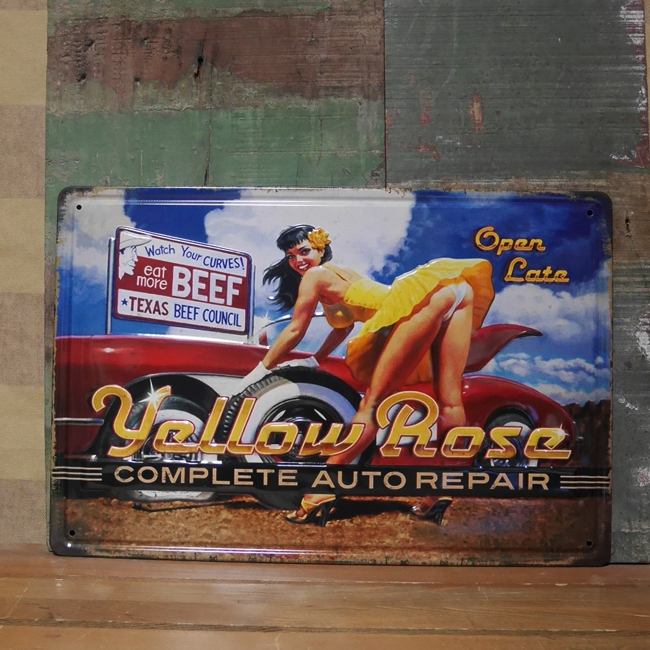 Watch Your CURVES!
eat more BEEF
★TEXAS BEEF COUNCIL
Open
Late
Yellow Rose
COMPLETE AUTO REPAIR